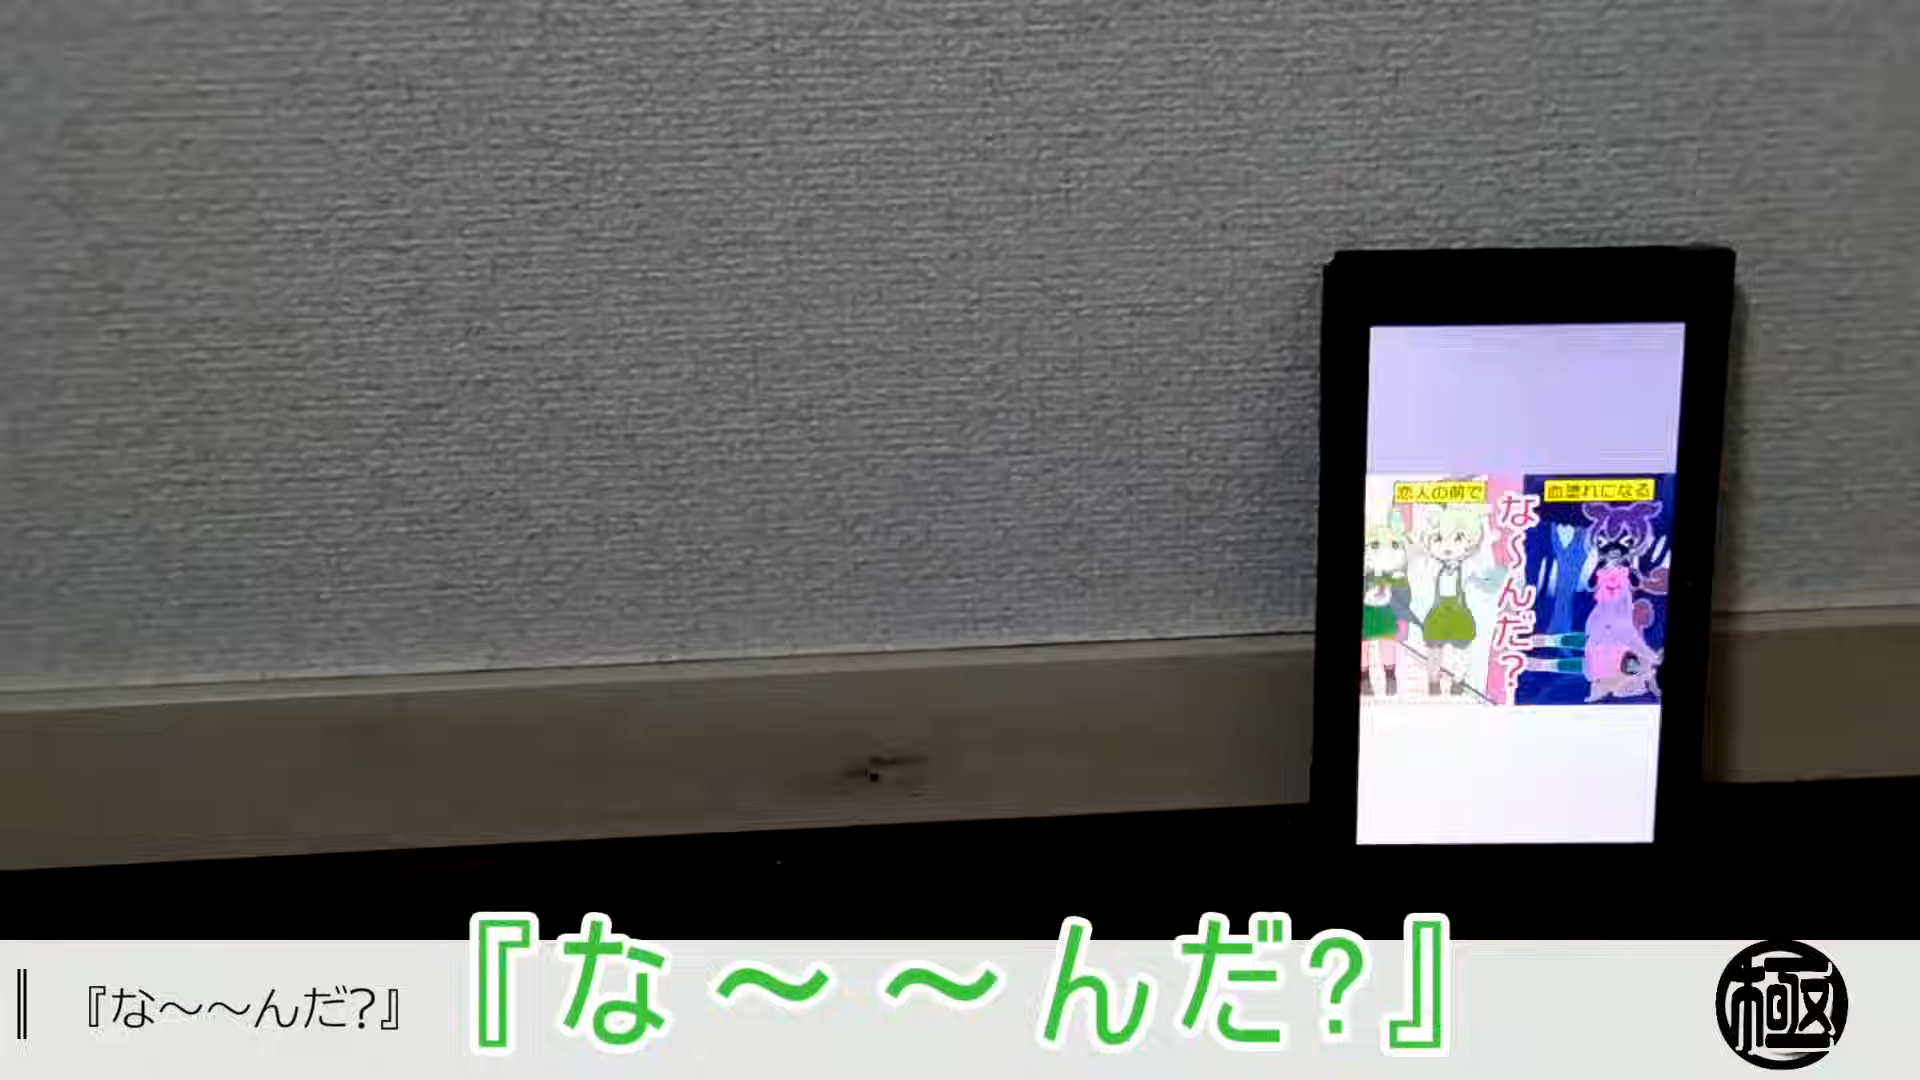 恋人の前で
血塗れになる
な〜んだ?
『な〜〜んだ?』
『な〜〜んだ?』
極